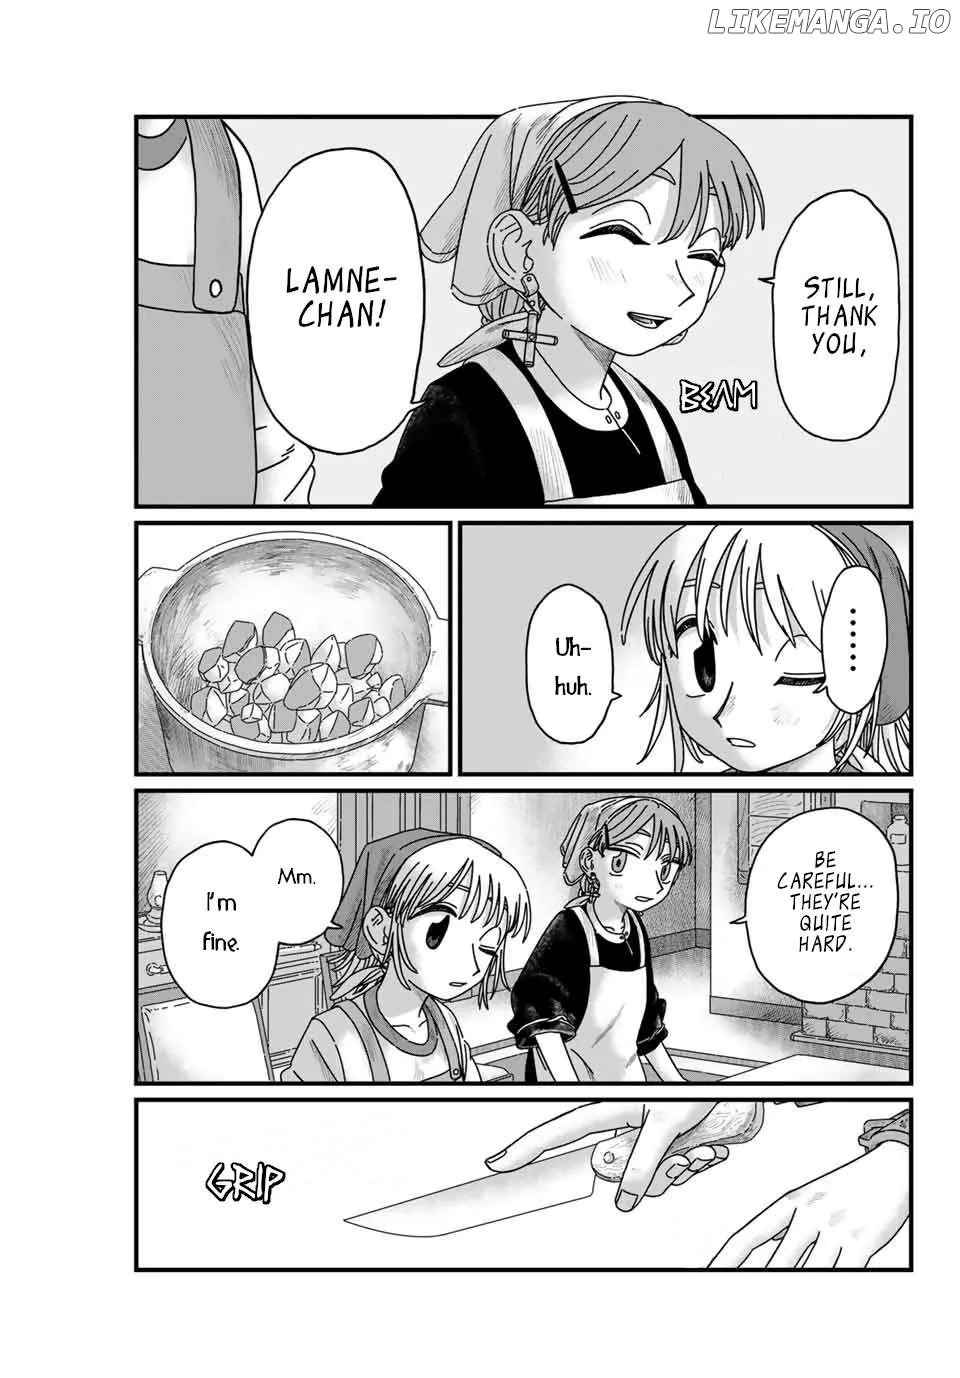 LIKEMANGA.IO
STILL,
THANK
YOU,
LAMNE-
CHAN!
BEAM
........
Uh-
huh.
BE
CAREFUL...
THEY'RE
QUITE
HARD.
Mm.
I'm
fine.
GRIP